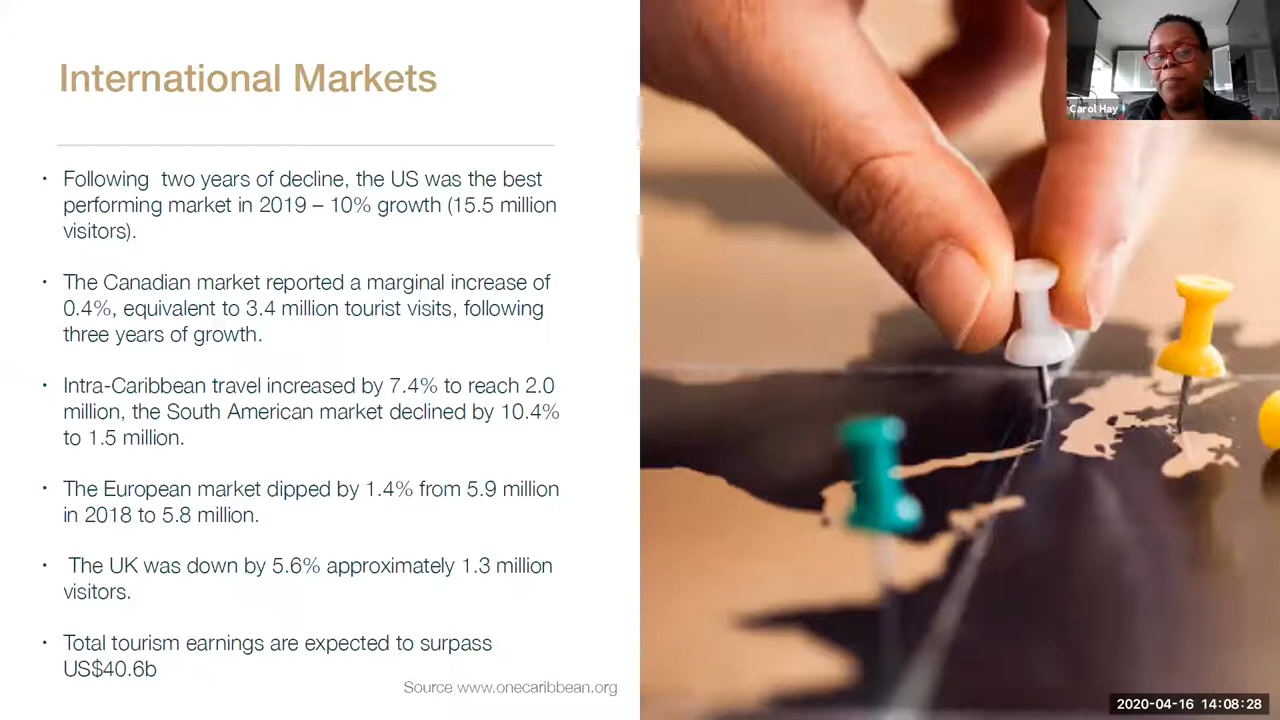 International Markets
• Following  two years of decline, the US was the best
performing market in 2019 – 10% growth (15.5 million
visitors).
• The Canadian market reported a marginal increase of
0.4%, equivalent to 3.4 million tourist visits, following
three years of growth.
• Intra-Caribbean travel increased by 7.4% to reach 2.0
million, the South American market declined by 10.4%
to 1.5 million.
• The European market dipped by 1.4% from 5.9 million
in 2018 to 5.8 million.
• The UK was down by 5.6% approximately 1.3 million
visitors.
• Total tourism earnings are expected to surpass
US$40.6b
Source www.onecaribbean.org
Carol Hay
2020-04-16 14:08:28